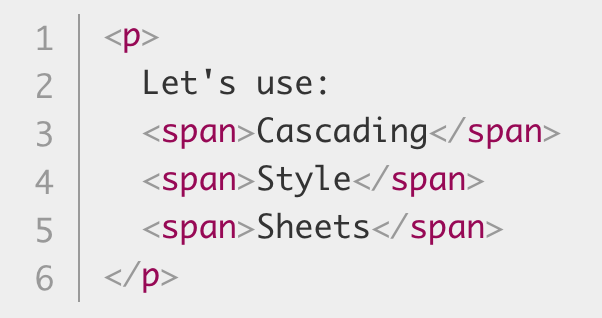 1 <p>
2 Let's use:
3 <span>Cascading</span>
4 <span>Style</span>
5 <span>Sheets</span>
6 </p>